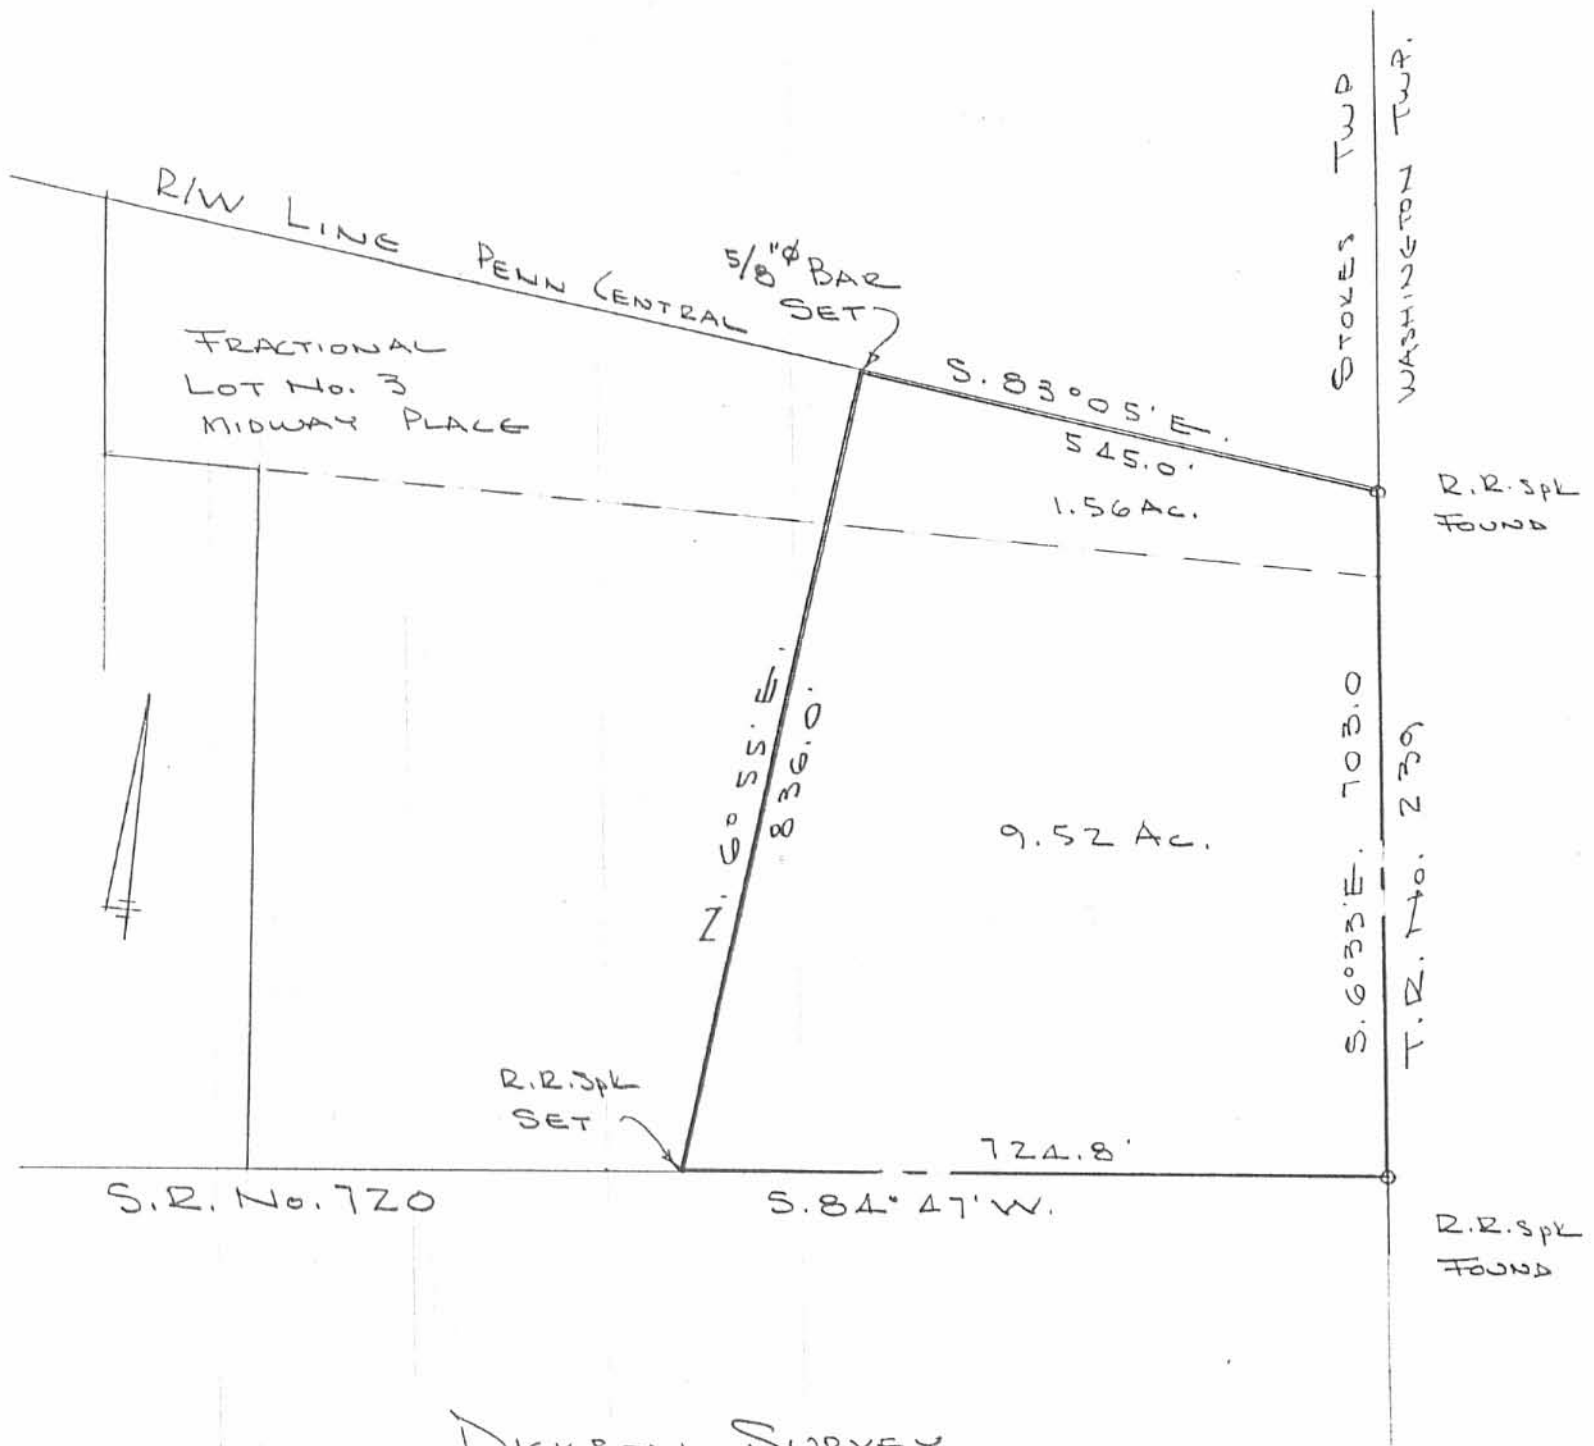 STOKES TWP
WASHINGTON TWP.
R/W LINE PENN CENTRAL
5/8"ϕ BAR
SET
FRACTIONAL
LOT No. 3
MIDWAY PLACE
S. 83°05' E.
545.0'
1.56 Ac.
R.R. Spk
FOUND
N. 6° 55' E.
836.0'
9.52 Ac.
S. 6°33' E. 703.0
T.R. No. 239
R.R. Spk
SET
724.8'
S.R. No. 720
S. 84° 47' W.
R.R. Spk
FOUND
SURVEY